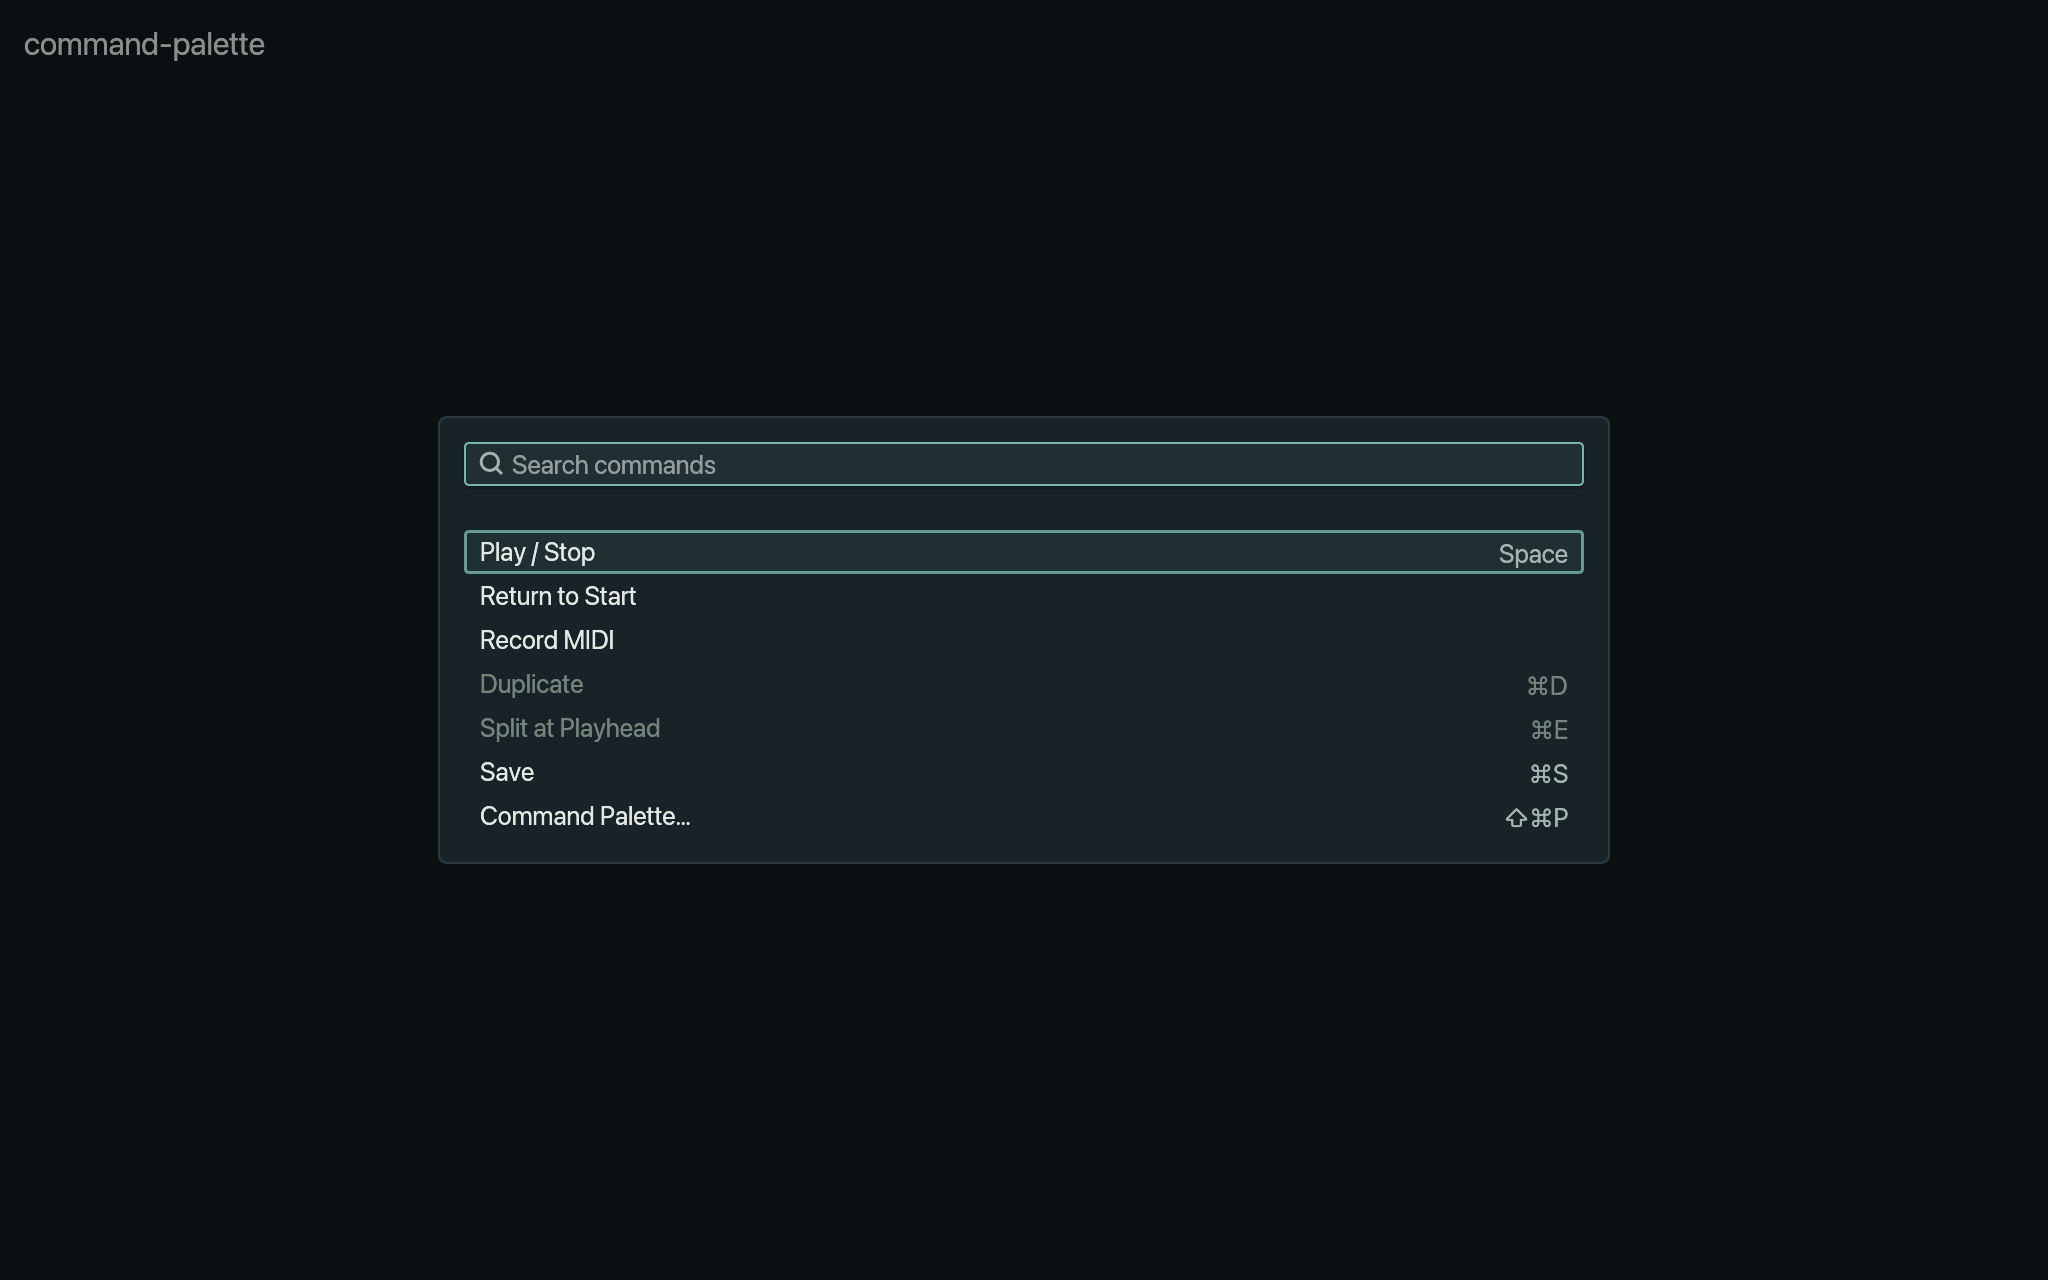 command-palette
Search commands
Play / Stop Space
Return to Start
Record MIDI
Duplicate ⌘D
Split at Playhead ⌘E
Save ⌘S
Command Palette... ⇧⌘P